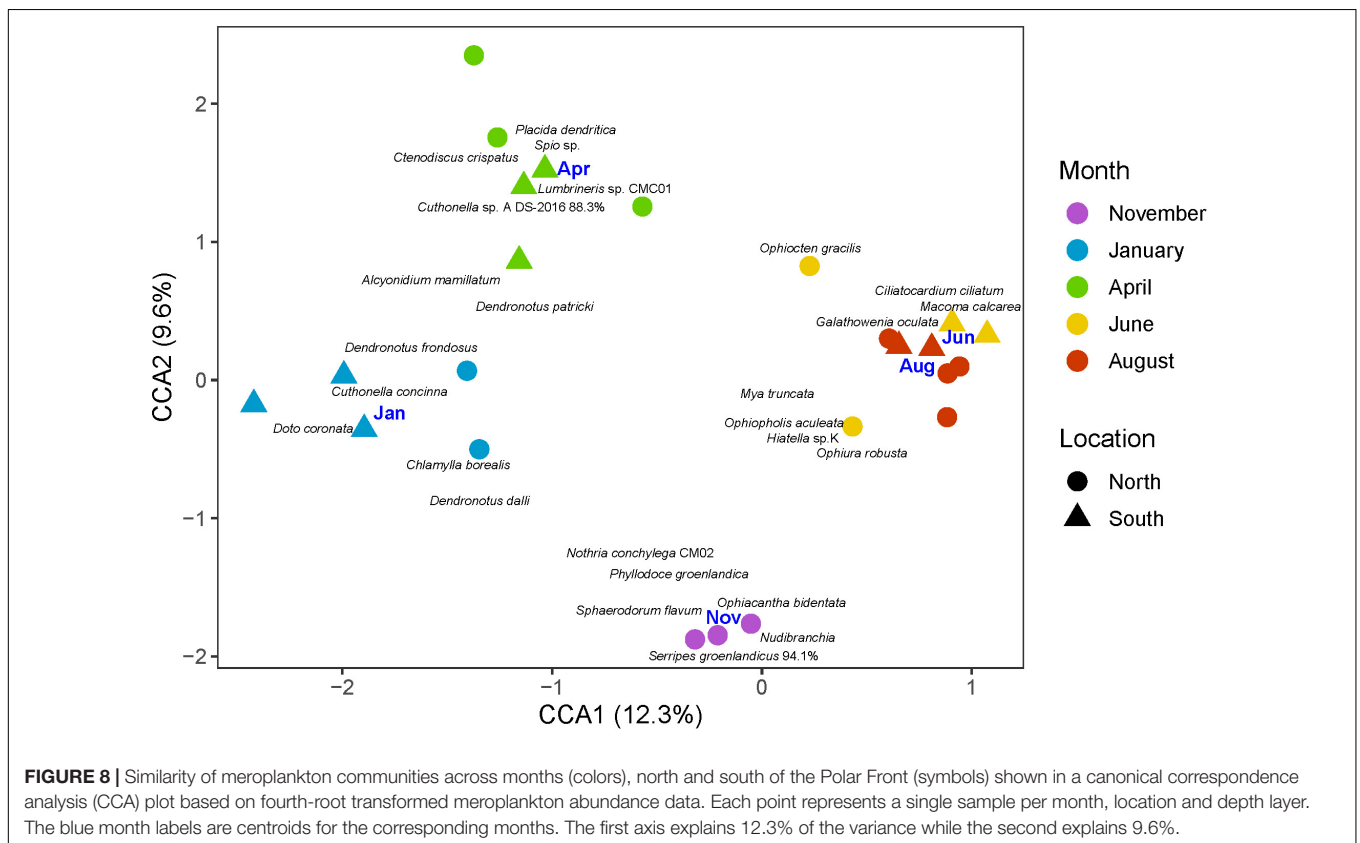 2
1
0
−1
−2
CCA2 (9.6%)
Placida dendritica
Spio sp.
Ctenodiscus crispatus
Apr
Lumbrineris sp. CMC01
Cuthonella sp. A DS-2016 88.3%
Alcyonidium mamillatum
Dendronotus patricki
Ophiocten gracilis
Ciliatocardium ciliatum
Macoma calcarea
Galathowenia oculata
Jun
Aug
Dendronotus frondosus
Cuthonella concinna
Jan
Doto coronata
Chlamylla borealis
Dendronotus dalli
Mya truncata
Ophiopholis aculeata
Hiatella sp.K
Ophiura robusta
Nothria conchylega CM02
Phyllodoce groenlandica
Ophiacantha bidentata
Sphaerodorum flavum
Nov
Nudibranchia
Serripes groenlandicus 94.1%
−2 −1 0 1
CCA1 (12.3%)
Month
November
January
April
June
August
Location
North
South
FIGURE 8 | Similarity of meroplankton communities across months (colors), north and south of the Polar Front (symbols) shown in a canonical correspondence
analysis (CCA) plot based on fourth-root transformed meroplankton abundance data. Each point represents a single sample per month, location and depth layer.
The blue month labels are centroids for the corresponding months. The first axis explains 12.3% of the variance while the second explains 9.6%.